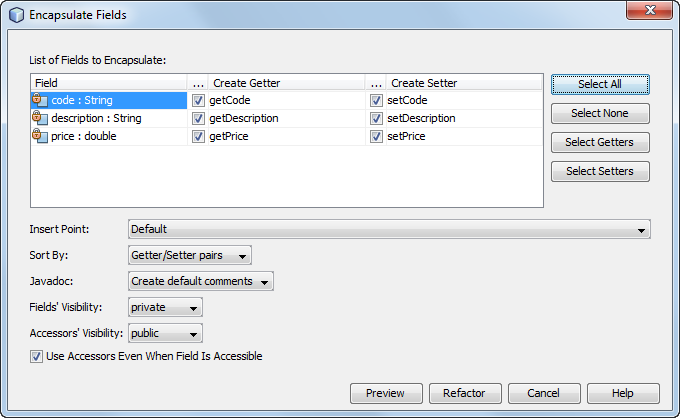 Encapsulate Fields
List of Fields to Encapsulate:
Field ... Create Getter ... Create Setter
code : String getCode setCode
description : String getDescription setDescription
price : double getPrice setPrice
Select All
Select None
Select Getters
Select Setters
Insert Point: Default
Sort By: Getter/Setter pairs
Javadoc: Create default comments
Fields' Visibility: private
Accessors' Visibility: public
Use Accessors Even When Field Is Accessible
Preview Refactor Cancel Help